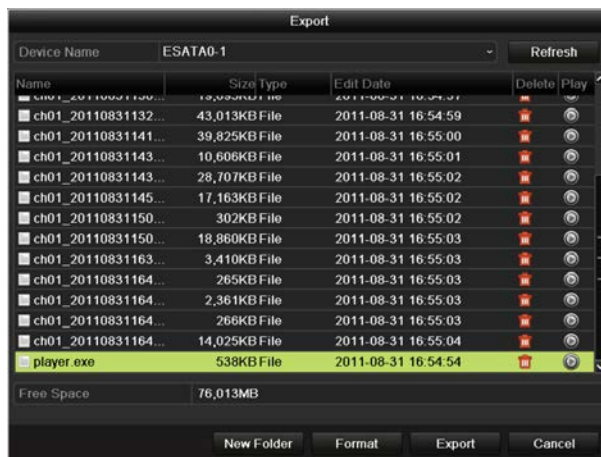 Export
Device Name ESATA0-1 Refresh
Name Size Type Edit Date Delete Play
ch01_20110831132... 43,013KB File 2011-08-31 16:54:59
ch01_20110831141... 39,825KB File 2011-08-31 16:55:00
ch01_20110831143... 10,606KB File 2011-08-31 16:55:01
ch01_20110831143... 28,707KB File 2011-08-31 16:55:02
ch01_20110831145... 17,163KB File 2011-08-31 16:55:02
ch01_20110831150... 302KB File 2011-08-31 16:55:02
ch01_20110831150... 18,860KB File 2011-08-31 16:55:03
ch01_20110831163... 3,410KB File 2011-08-31 16:55:03
ch01_20110831164... 265KB File 2011-08-31 16:55:03
ch01_20110831164... 2,361KB File 2011-08-31 16:55:03
ch01_20110831164... 266KB File 2011-08-31 16:55:03
ch01_20110831164... 14,025KB File 2011-08-31 16:55:04
player.exe 538KB File 2011-08-31 16:54:54
Free Space 76,013MB
New Folder Format Export Cancel